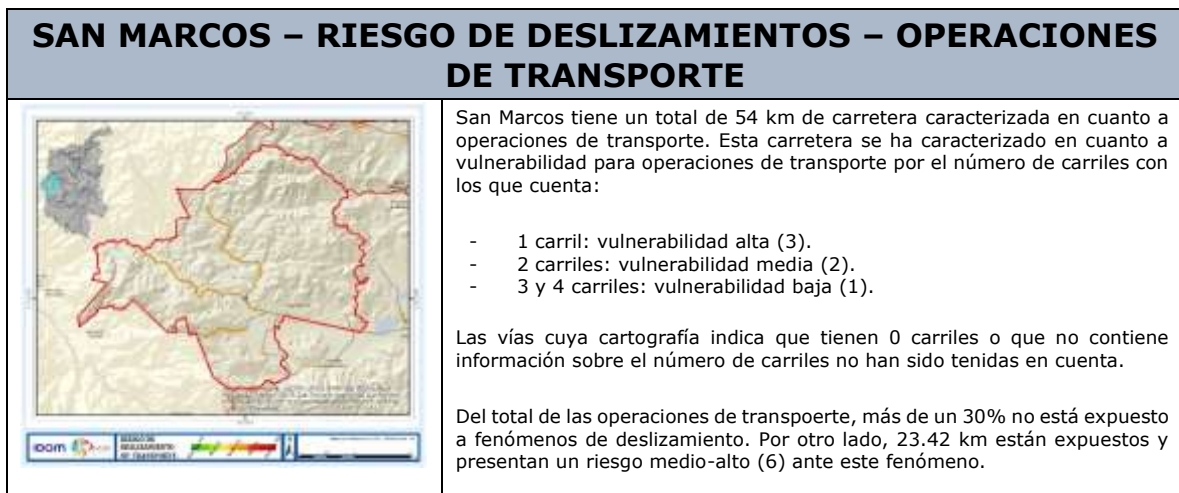 SAN MARCOS – RIESGO DE DESLIZAMIENTOS – OPERACIONES
DE TRANSPORTE
San Marcos tiene un total de 54 km de carretera caracterizada en cuanto a
operaciones de transporte. Esta carretera se ha caracterizado en cuanto a
vulnerabilidad para operaciones de transporte por el número de carriles con
los que cuenta:
- 1 carril: vulnerabilidad alta (3).
- 2 carriles: vulnerabilidad media (2).
- 3 y 4 carriles: vulnerabilidad baja (1).
Las vías cuya cartografía indica que tienen 0 carriles o que no contiene
información sobre el número de carriles no han sido tenidas en cuenta.
Del total de las operaciones de transpoerte, más de un 30% no está expuesto
a fenómenos de deslizamiento. Por otro lado, 23.42 km están expuestos y
presentan un riesgo medio-alto (6) ante este fenómeno.
idom
RIESGO DE
DESLIZAMIENTO
DE TRANSPORTE